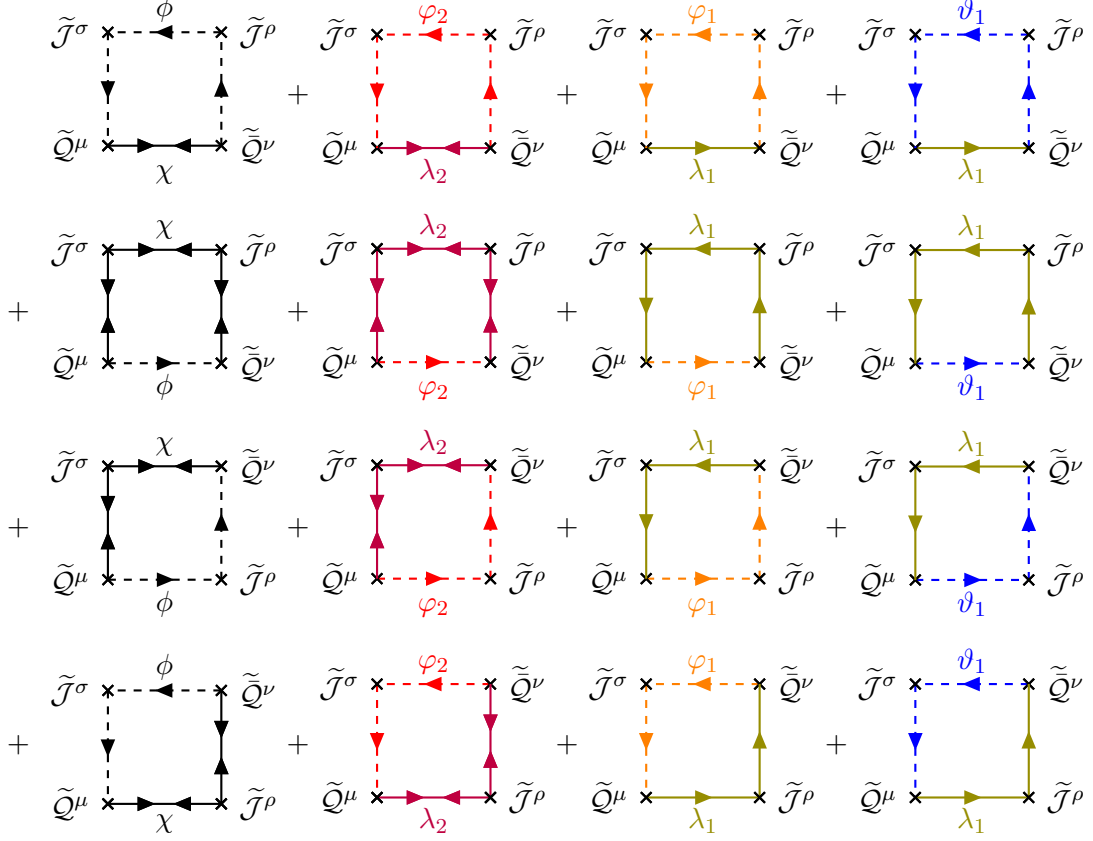 ϕ φ₂ φ₁ ϑ₁
𝒥̃^σ 𝒥̃^ρ 𝒥̃^σ 𝒥̃^ρ 𝒥̃^σ 𝒥̃^ρ 𝒥̃^σ 𝒥̃^ρ
+ + +
𝒬̃^μ 𝒬̄̃^ν 𝒬̃^μ 𝒬̄̃^ν 𝒬̃^μ 𝒬̄̃^ν 𝒬̃^μ 𝒬̄̃^ν
χ λ₂ λ₁ λ₁
χ λ₂ λ₁ λ₁
𝒥̃^σ 𝒥̃^ρ 𝒥̃^σ 𝒥̃^ρ 𝒥̃^σ 𝒥̃^ρ 𝒥̃^σ 𝒥̃^ρ
+ + + +
𝒬̃^μ 𝒬̄̃^ν 𝒬̃^μ 𝒬̄̃^ν 𝒬̃^μ 𝒬̄̃^ν 𝒬̃^μ 𝒬̄̃^ν
ϕ φ₂ φ₁ ϑ₁
χ λ₂ λ₁ λ₁
𝒥̃^σ 𝒬̄̃^ν 𝒥̃^σ 𝒬̄̃^ν 𝒥̃^σ 𝒬̄̃^ν 𝒥̃^σ 𝒬̄̃^ν
+ + + +
𝒬̃^μ 𝒥̃^ρ 𝒬̃^μ 𝒥̃^ρ 𝒬̃^μ 𝒥̃^ρ 𝒬̃^μ 𝒥̃^ρ
ϕ φ₂ φ₁ ϑ₁
ϕ φ₂ φ₁ ϑ₁
𝒥̃^σ 𝒬̄̃^ν 𝒥̃^σ 𝒬̄̃^ν 𝒥̃^σ 𝒬̄̃^ν 𝒥̃^σ 𝒬̄̃^ν
+ + + +
𝒬̃^μ 𝒥̃^ρ 𝒬̃^μ 𝒥̃^ρ 𝒬̃^μ 𝒥̃^ρ 𝒬̃^μ 𝒥̃^ρ
χ λ₂ λ₁ λ₁